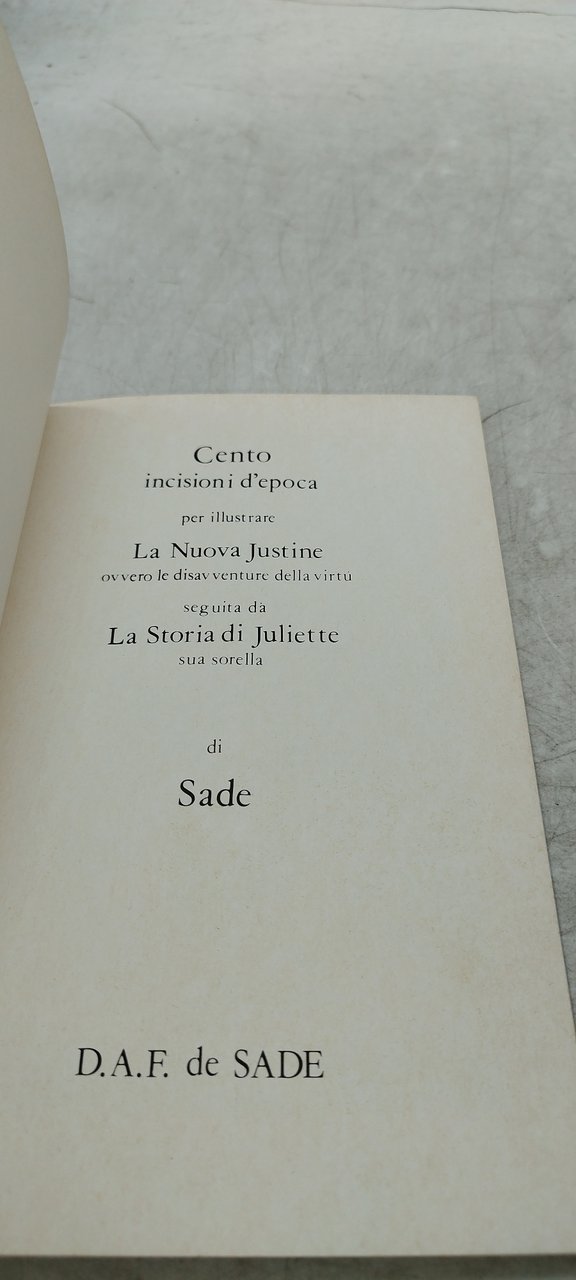 Cento
incisioni d'epoca
per illustrare
La Nuova Justine
ovvero le disavventure della virtù
seguita da
La Storia di Juliette
sua sorella
di
Sade
D.A.F. de SADE